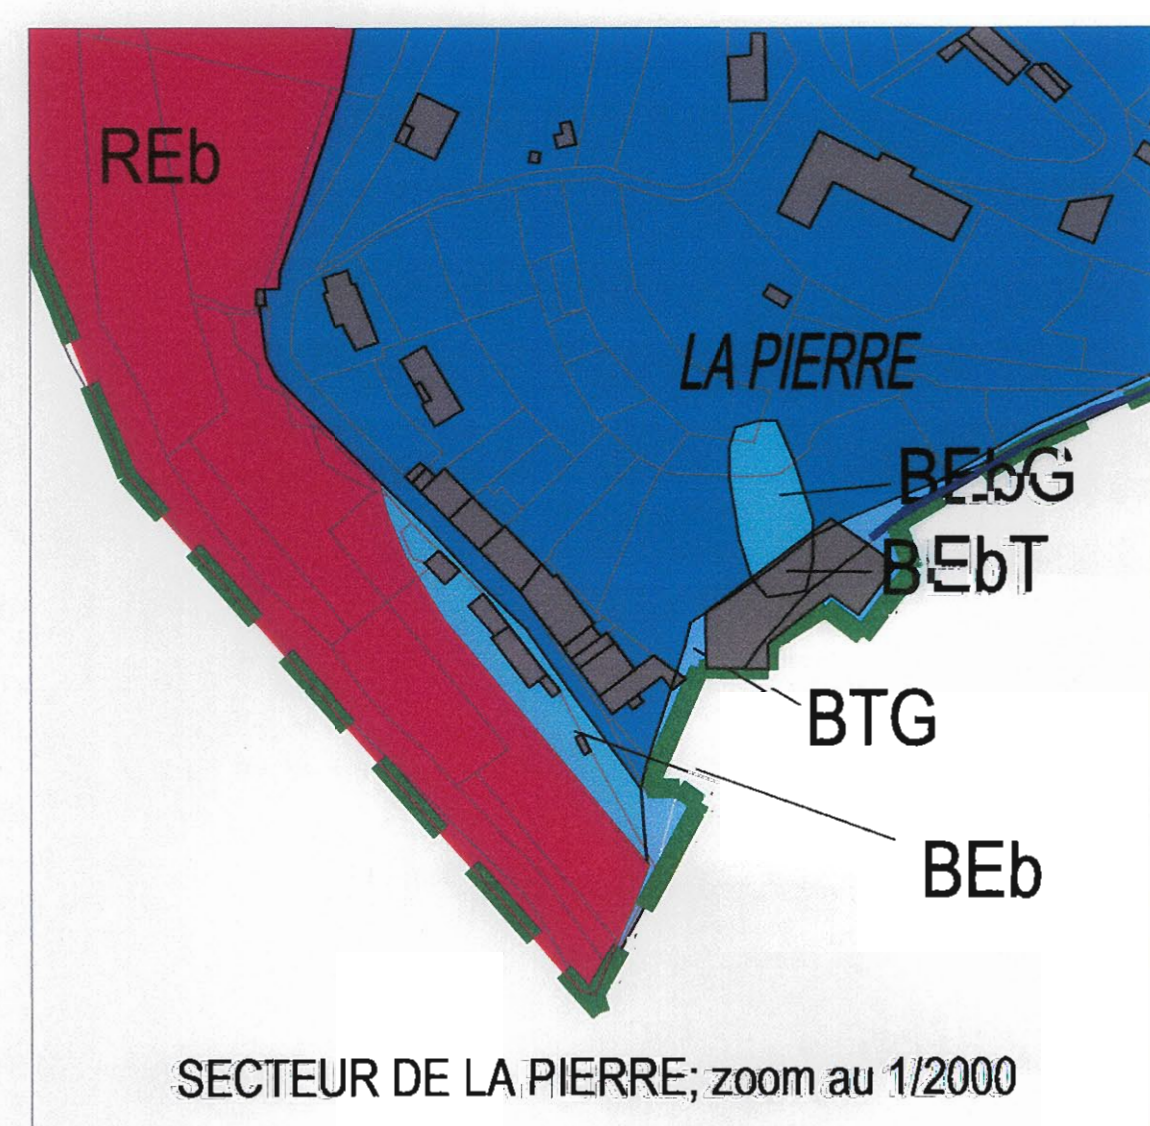 REb
LA PIERRE
BEbG
BEbT
BTG
BEb
SECTEUR DE LA PIERRE; zoom au 1/2000